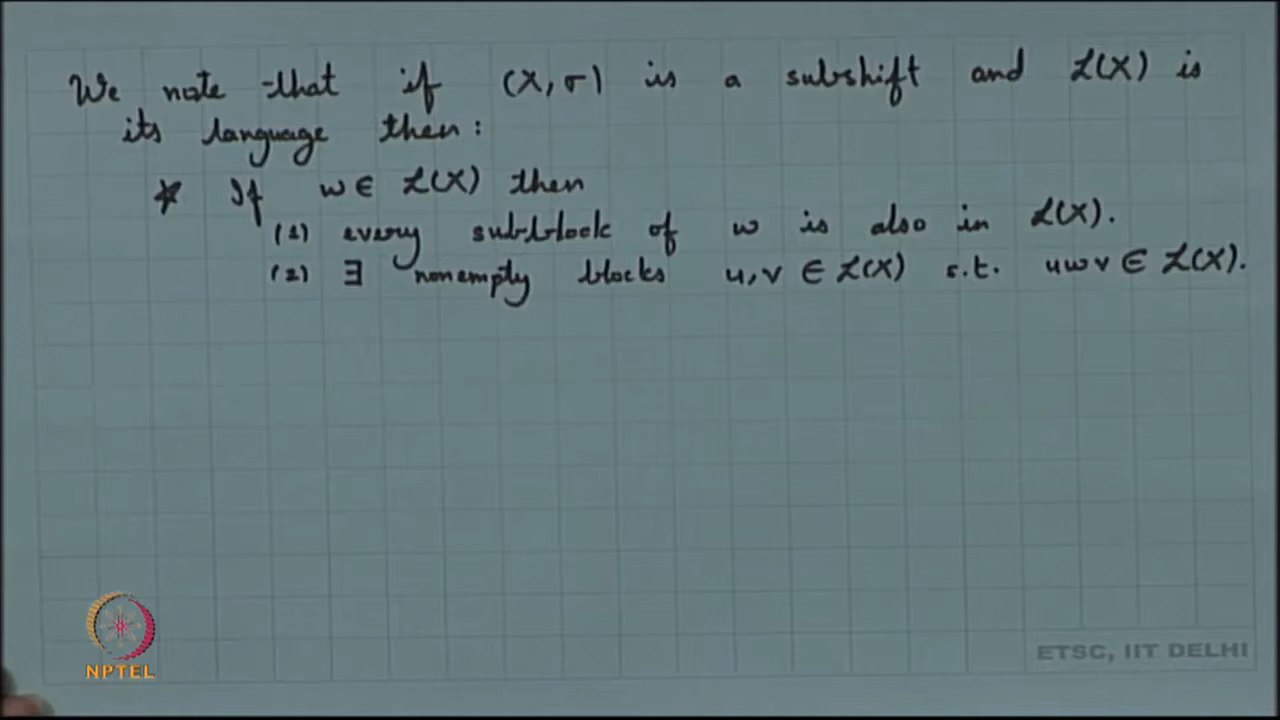 We note that if (X, σ) is a subshift and L(X) is
its language then:
* If w ∈ L(X) then
(1) every subblock of w is also in L(X).
(2) ∃ nonempty blocks u, v ∈ L(X) s.t. uwv ∈ L(X).
NPTEL
ETSC, IIT DELHI